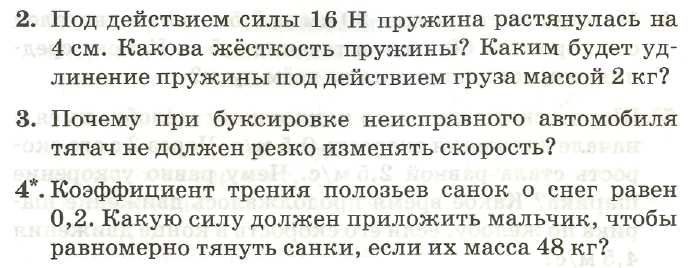 2. Под действием силы 16 Н пружина растянулась на
4 см. Какова жёсткость пружины? Каким будет уд-
линение пружины под действием груза массой 2 кг?
3. Почему при буксировке неисправного автомобиля
тягач не должен резко изменять скорость?
4*. Коэффициент трения полозьев санок о снег равен
0,2. Какую силу должен приложить мальчик, чтобы
равномерно тянуть санки, если их масса 48 кг?